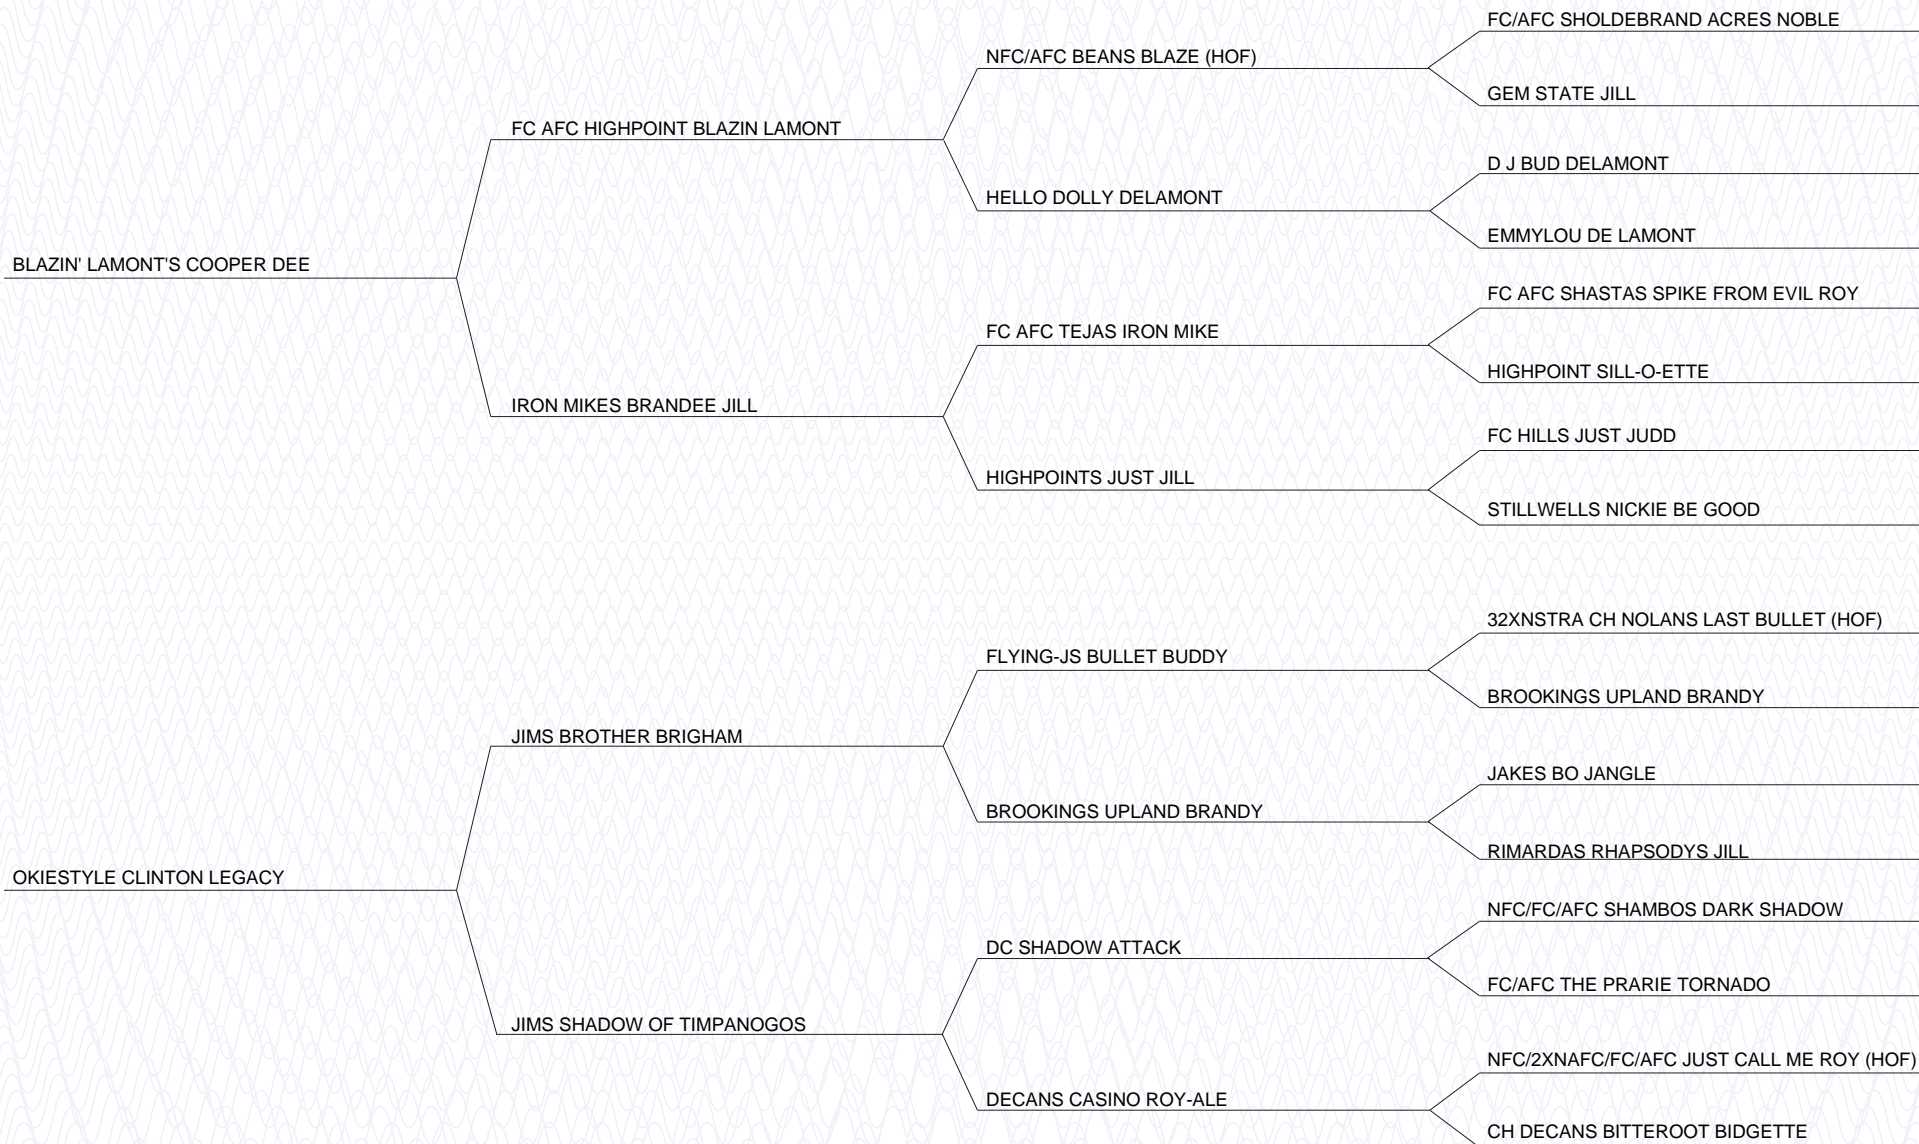 FC/AFC SHOLDEBRAND ACRES NOBLE
NFC/AFC BEANS BLAZE (HOF)
GEM STATE JILL
FC AFC HIGHPOINT BLAZIN LAMONT
D J BUD DELAMONT
HELLO DOLLY DELAMONT
EMMYLOU DE LAMONT
BLAZIN' LAMONT'S COOPER DEE
FC AFC SHASTAS SPIKE FROM EVIL ROY
FC AFC TEJAS IRON MIKE
HIGHPOINT SILL-O-ETTE
IRON MIKES BRANDEE JILL
FC HILLS JUST JUDD
HIGHPOINTS JUST JILL
STILLWELLS NICKIE BE GOOD
32XNSTRA CH NOLANS LAST BULLET (HOF)
FLYING-JS BULLET BUDDY
BROOKINGS UPLAND BRANDY
JIMS BROTHER BRIGHAM
JAKES BO JANGLE
BROOKINGS UPLAND BRANDY
RIMARDAS RHAPSODYS JILL
OKIESTYLE CLINTON LEGACY
NFC/FC/AFC SHAMBOS DARK SHADOW
DC SHADOW ATTACK
FC/AFC THE PRARIE TORNADO
JIMS SHADOW OF TIMPANOGOS
NFC/2XNAFC/FC/AFC JUST CALL ME ROY (HOF)
DECANS CASINO ROY-ALE
CH DECANS BITTEROOT BIDGETTE